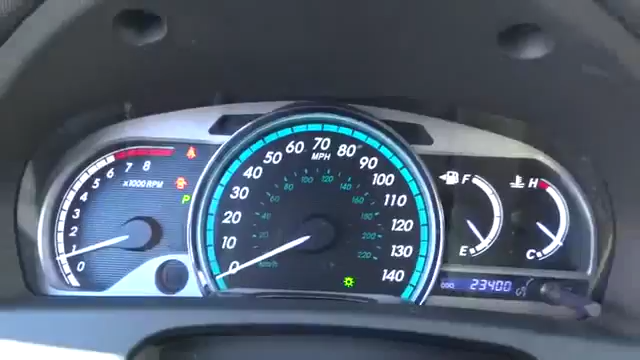 0 1 2 3 4 5 6 7 8
x1000 RPM
P
0 10 20 30 40 50 60 70 80 90 100 110 120 130 140
MPH
20 40 60 80 100 120 140 160 180 200 220
km/h
F
E
H
C
ODO 23400